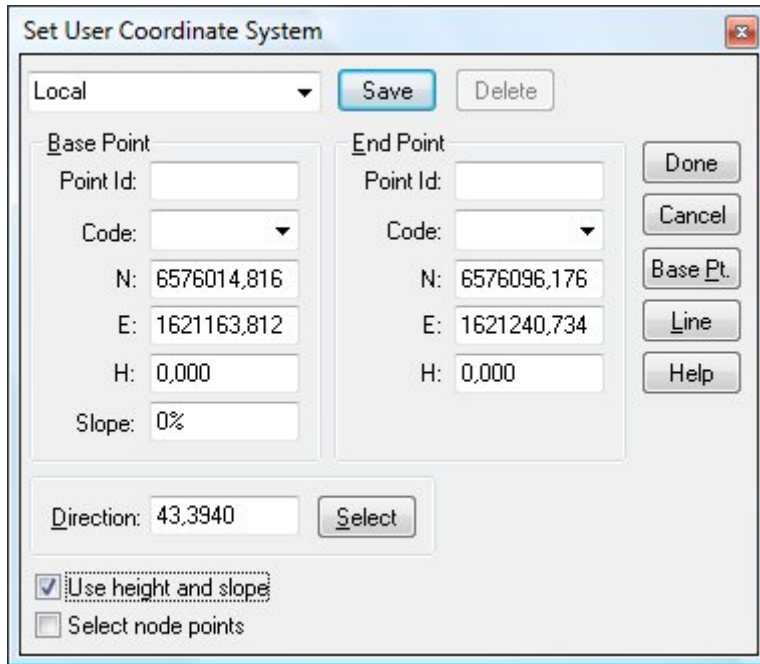 Set User Coordinate System
Local
Save
Delete
Base Point
Point Id:
Code:
N: 6576014,816
E: 1621163,812
H: 0,000
Slope: 0%
End Point
Point Id:
Code:
N: 6576096,176
E: 1621240,734
H: 0,000
Done
Cancel
Base Pt.
Line
Help
Direction: 43,3940
Select
Use height and slope
Select node points